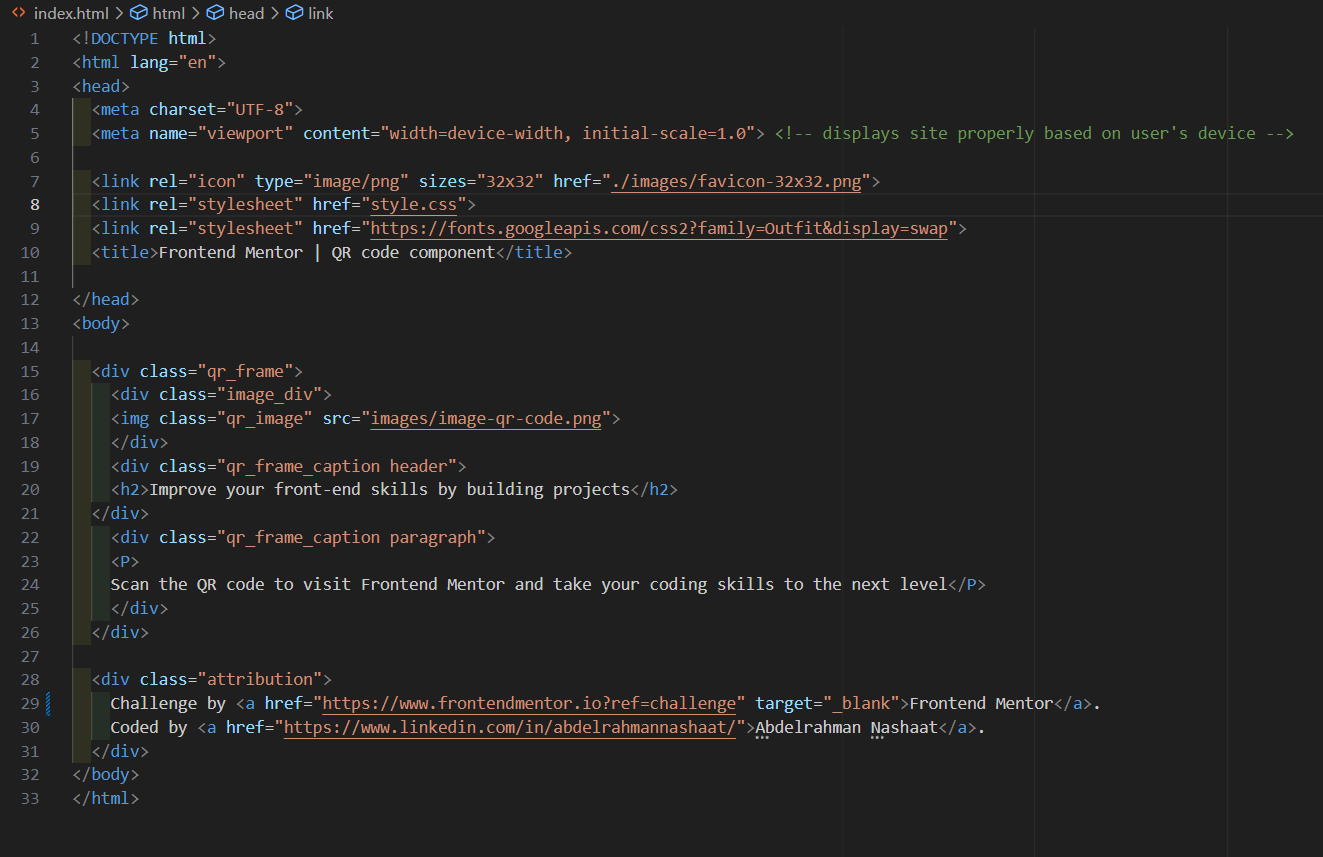 index.html > html > head > link
1 <!DOCTYPE html>
2 <html lang="en">
3 <head>
4   <meta charset="UTF-8">
5   <meta name="viewport" content="width=device-width, initial-scale=1.0"> <!-- displays site properly based on user's device -->
6
7   <link rel="icon" type="image/png" sizes="32x32" href="./images/favicon-32x32.png">
8   <link rel="stylesheet" href="style.css">
9   <link rel="stylesheet" href="https://fonts.googleapis.com/css2?family=Outfit&display=swap">
10   <title>Frontend Mentor | QR code component</title>
11
12 </head>
13 <body>
14
15   <div class="qr_frame">
16     <div class="image_div">
17     <img class="qr_image" src="images/image-qr-code.png">
18     </div>
19     <div class="qr_frame_caption header">
20     <h2>Improve your front-end skills by building projects</h2>
21   </div>
22     <div class="qr_frame_caption paragraph">
23     <P>
24     Scan the QR code to visit Frontend Mentor and take your coding skills to the next level</P>
25     </div>
26   </div>
27
28   <div class="attribution">
29     Challenge by <a href="https://www.frontendmentor.io?ref=challenge" target="_blank">Frontend Mentor</a>.
30     Coded by <a href="https://www.linkedin.com/in/abdelrahmannashaat/">Abdelrahman Nashaat</a>.
31   </div>
32 </body>
33 </html>